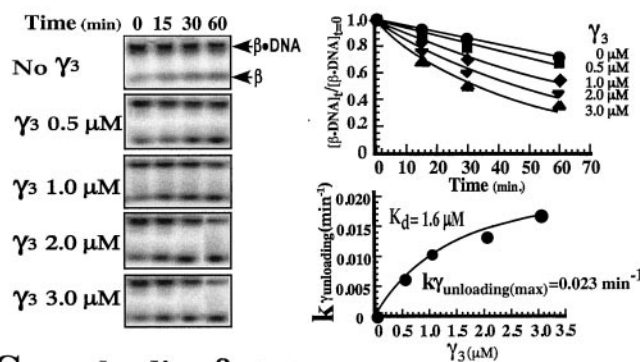 Time (min) 0 15 30 60
No γ3
β•DNA
β
γ3 0.5 μM
γ3 1.0 μM
γ3 2.0 μM
γ3 3.0 μM
[β-DNA]t/[β-DNA]t=0
1.0
0.8
0.6
0.4
0.2
0
0 10 20 30 40 50 60 70
Time (min.)
γ3
0 μM
0.5 μM
1.0 μM
2.0 μM
3.0 μM
kγunloading(min-1)
0.020
0.015
0.010
0.005
0
Kd= 1.6 μM
kγunloading(max)=0.023 min-1
0 0.5 1.0 1.5 2.0 2.5 3.0 3.5
γ3(μM)